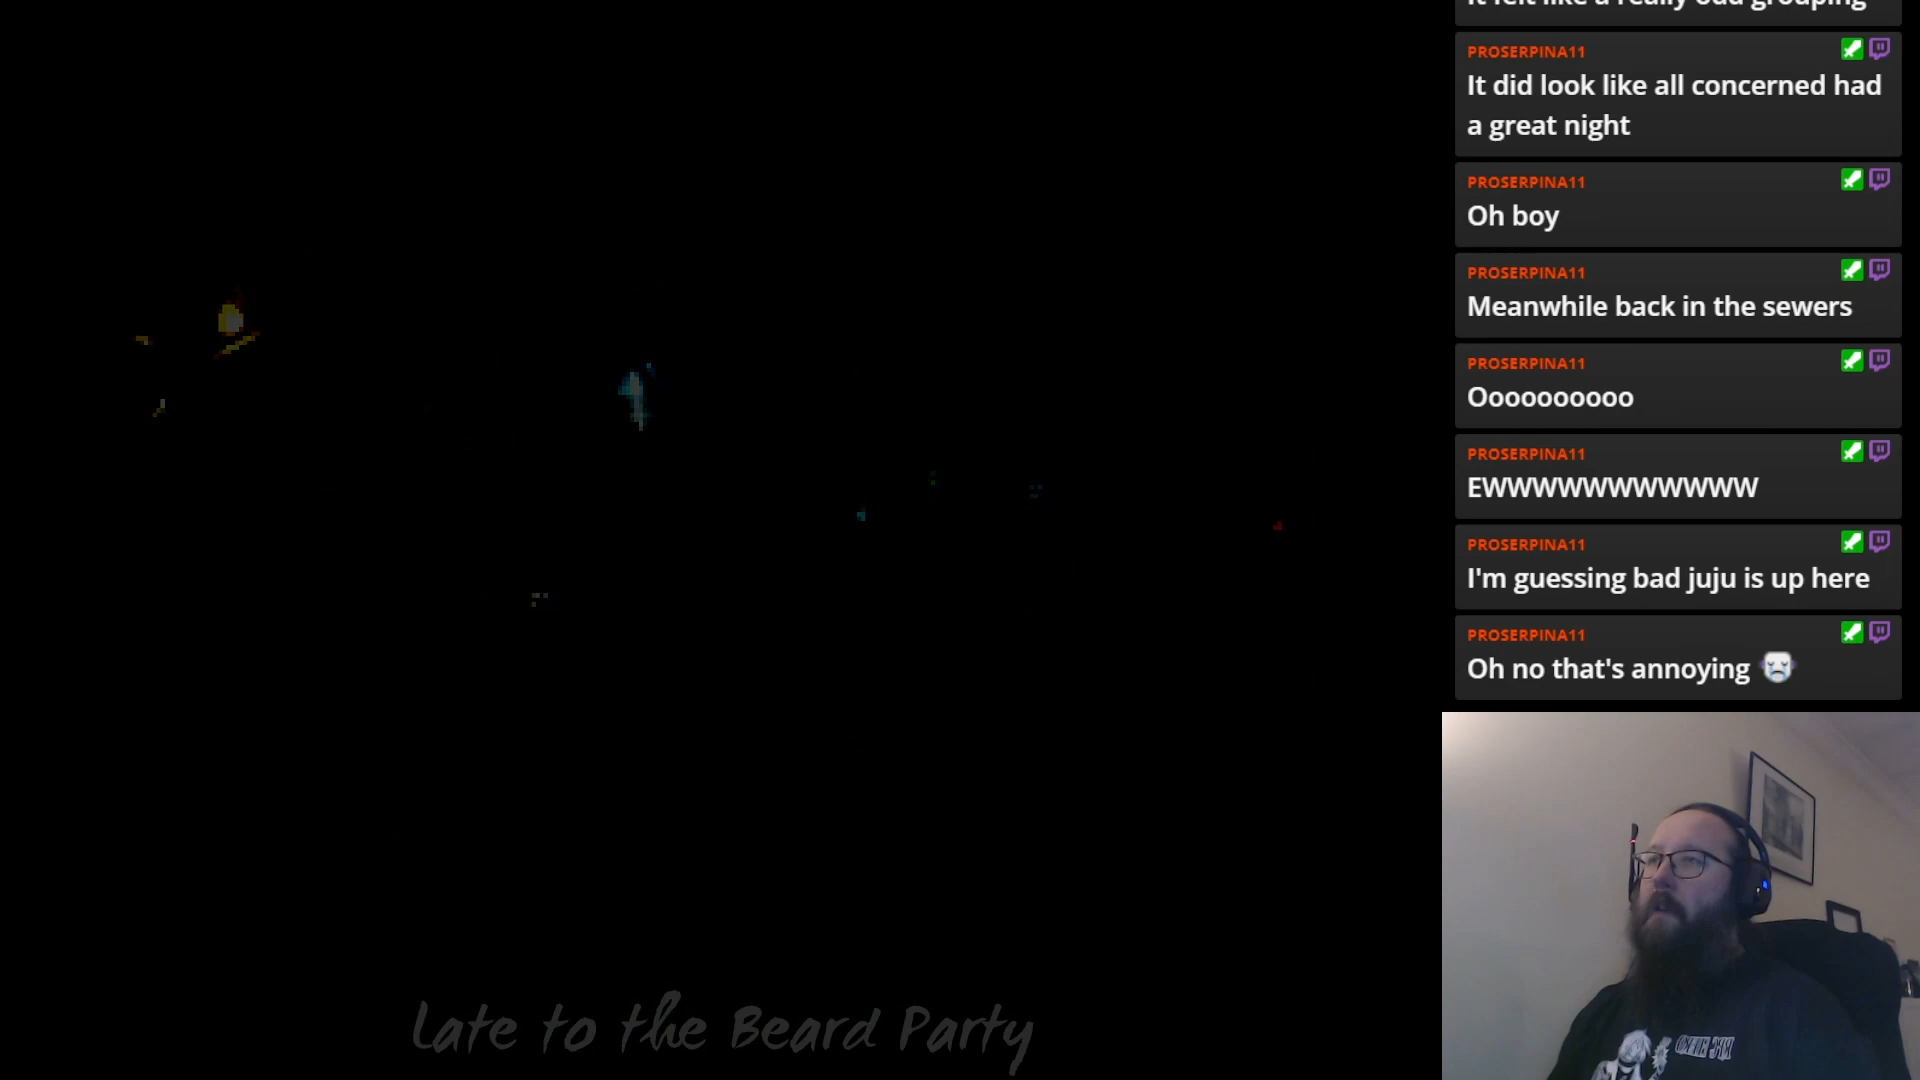 PROSERPINA11
It did look like all concerned had
a great night
PROSERPINA11
Oh boy
PROSERPINA11
Meanwhile back in the sewers
PROSERPINA11
Oooooooooo
PROSERPINA11
EWWWWWWWWWWW
PROSERPINA11
I'm guessing bad juju is up here
PROSERPINA11
Oh no that's annoying
Late to the Beard Party